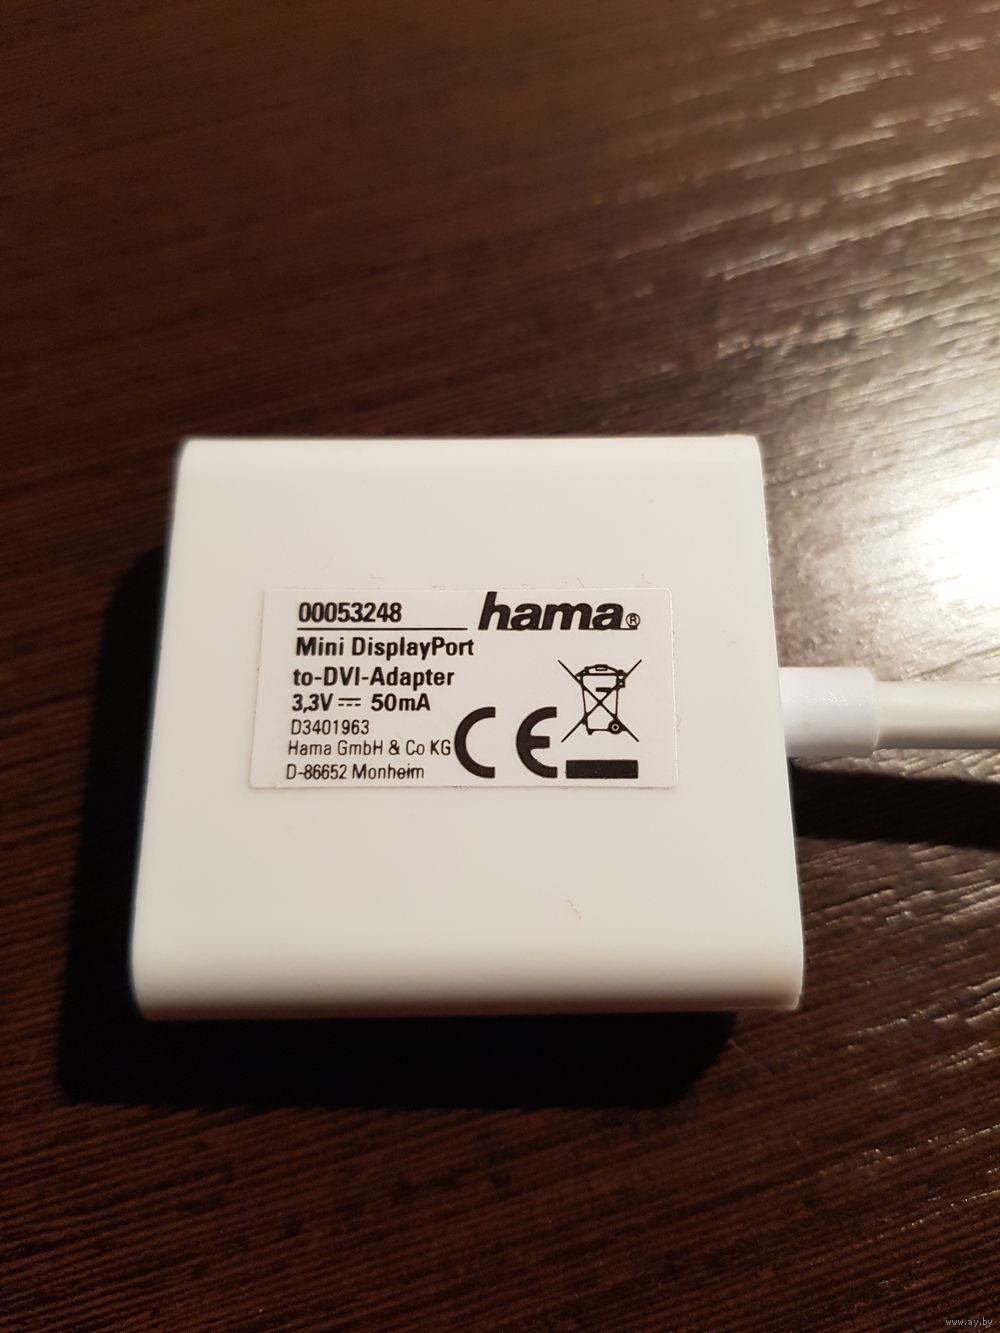 00053248
hama®
Mini DisplayPort
to-DVI-Adapter
3,3V ⎓ 50mA
D3401963
Hama GmbH & Co KG
D-86652 Monheim
CE
www.ay.by